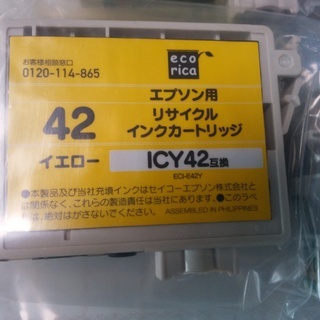 お客様相談窓口
0120-114-865
eco
rica
エプソン用
42
リサイクル
インクカートリッジ
イエロー
ICY42互換
ECI-E42Y
●本製品及び当社充填インクはセイコーエプソン株式会社と
は関係なく、これらの製造責任は当社にあります。●このラベ
ルは、絶対はがさないでください。 ASSEMBLED IN PHILIPPINES